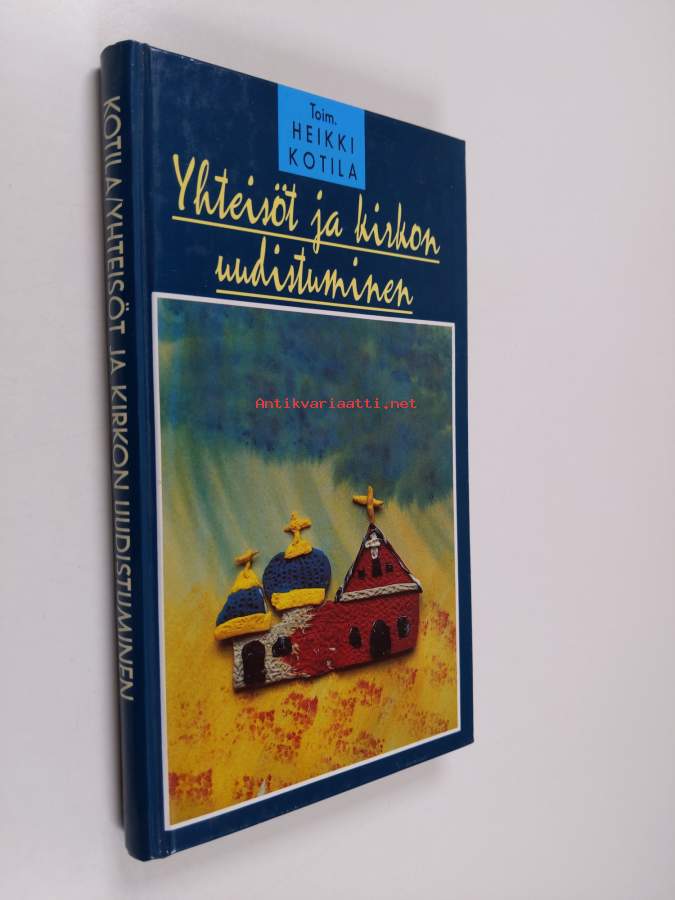 Toim.
HEIKKI
KOTILA
Yhteisöt ja kirkon
uudistuminen
Antikvariaatti.net
KOTILA/YHTEISÖT JA KIRKON UUDISTUMINEN